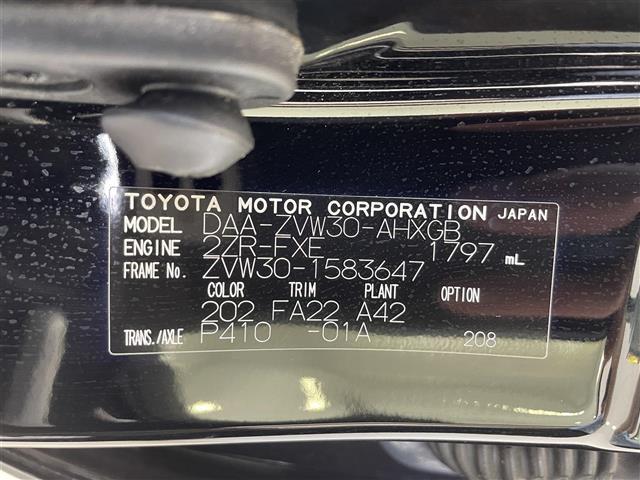 TOYOTA MOTOR CORPORATION JAPAN
MODEL DAA-ZVW30-AHXGB
ENGINE 2ZR-FXE 1797 mL
FRAME No. ZVW30-1583647
COLOR TRIM PLANT OPTION
202 FA22 A42
TRANS./AXLE P410 -01A 208